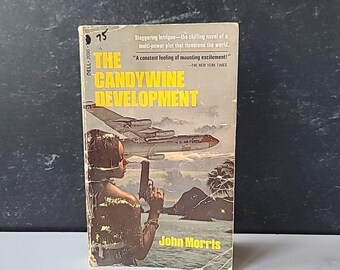 75
Staggering intrigue—the chilling novel of a
multi-power plot that threatens the world.
THE
CANDYWINE
DEVELOPMENT
"A constant feeling of mounting excitement!"
—THE NEW YORK TIMES
DELL
John Morris